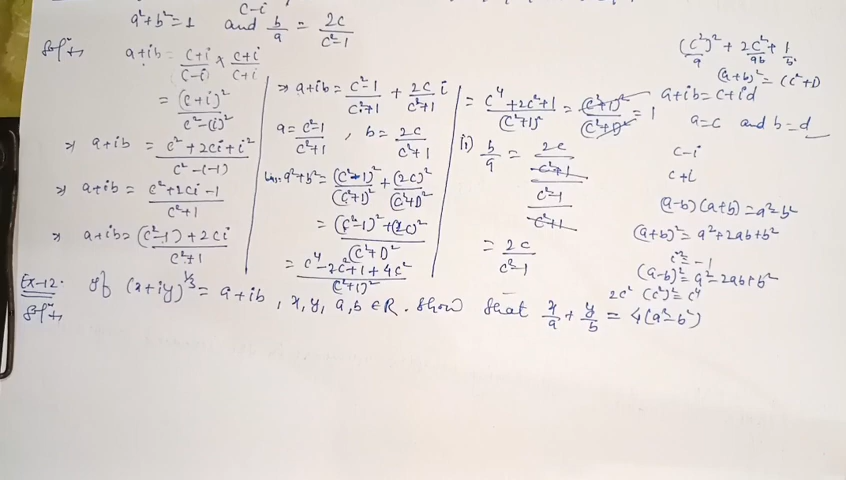 c-i
a²+b²=1 and b/a = 2c/c²-1
Solⁿ, a+ib = c+i/c-i × c+i/c+i
= (c+i)²/c²-(i)²
⇒ a+ib = c²+2ci+i²/c²-(-1)
⇒ a+ib = c²+2ci-1/c²+1
⇒ a+ib = (c²-1)+2ci/c²+1
⇒ a+ib = c²-1/c²+1 + 2c/c²+1 i
a = c²-1/c²+1 , b = 2c/c²+1
a²+b² = (c²-1)²/(c²+1)² + (2c)²/(c²+1)²
= (c²-1)²+(2c)²/(c²+1)²
= c⁴-2c²+1+4c²/(c²+1)²
= c⁴+2c²+1/(c²+1)² = (c²+1)²/(c²+1)² = 1
ii) b/a = 2c/c²+1/c²-1/c²+1
= 2c/c²-1
(c²)²/a + 2c²/ab + 1/b
(a+b)² = (c²+1)
a+ib = c+id
a=c and b=d
c-i
c+i
(a-b)(a+b)=a²-b²
(a+b)²=a²+2ab+b²
i²=-1
(a-b)²=a²-2ab+b²
2c² (c²)²=c⁴
Ex-12. If (x+iy)^1/3 = a+ib , x, y, a, b ∈ R. Show that x/a + y/b = 4(a²-b²)
Solⁿ,